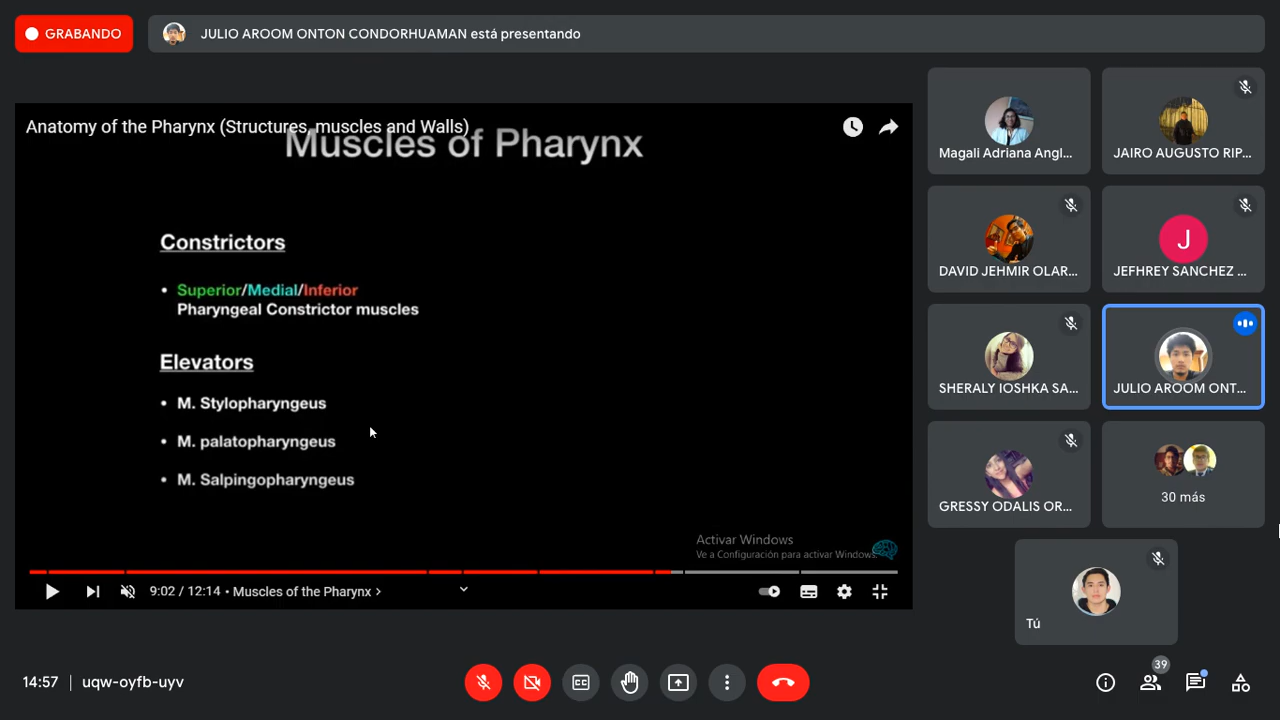 GRABANDO
JULIO AROOM ONTON CONDORHUAMAN está presentando
Anatomy of the Pharynx (Structures, muscles and Walls)
Muscles of Pharynx
Constrictors
• Superior/Medial/Inferior
Pharyngeal Constrictor muscles
Elevators
• M. Stylopharyngeus
• M. palatopharyngeus
• M. Salpingopharyngeus
Activar Windows
Ve a Configuración para activar Windows.
9:02 / 12:14 • Muscles of the Pharynx >
Magali Adriana Angl...
JAIRO AUGUSTO RIP...
DAVID JEHMIR OLAR...
J
JEFHREY SANCHEZ ...
SHERALY IOSHKA SA...
JULIO AROOM ONT...
GRESSY ODALIS OR...
30 más
Tú
14:57 | uqw-oyfb-uyv
CC
39